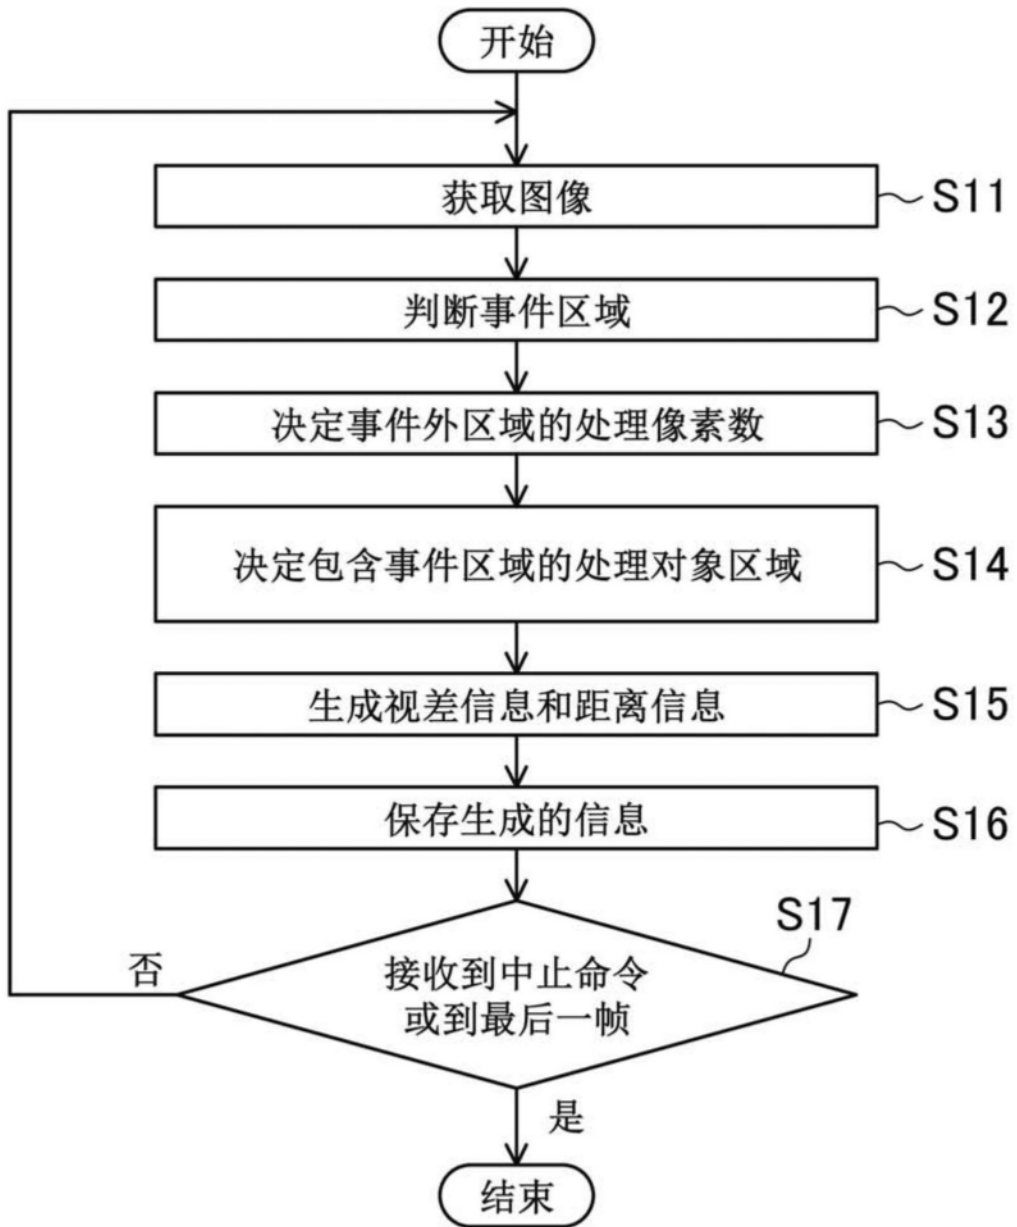 开始
获取图像
S11
判断事件区域
S12
决定事件外区域的处理像素数
S13
决定包含事件区域的处理对象区域
S14
生成视差信息和距离信息
S15
保存生成的信息
S16
S17
否
接收到中止命令
或到最后一帧
是
结束